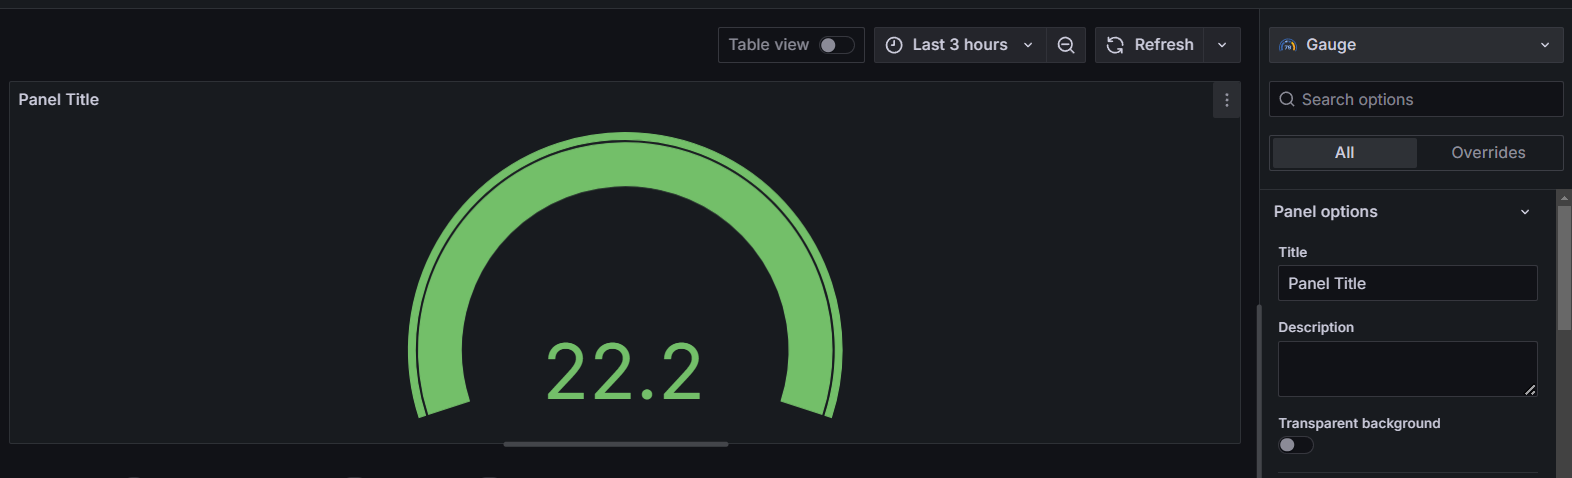 Table view
Last 3 hours
Refresh
Gauge
Panel Title
Search options
All
Overrides
Panel options
Title
Panel Title
Description
22.2
Transparent background